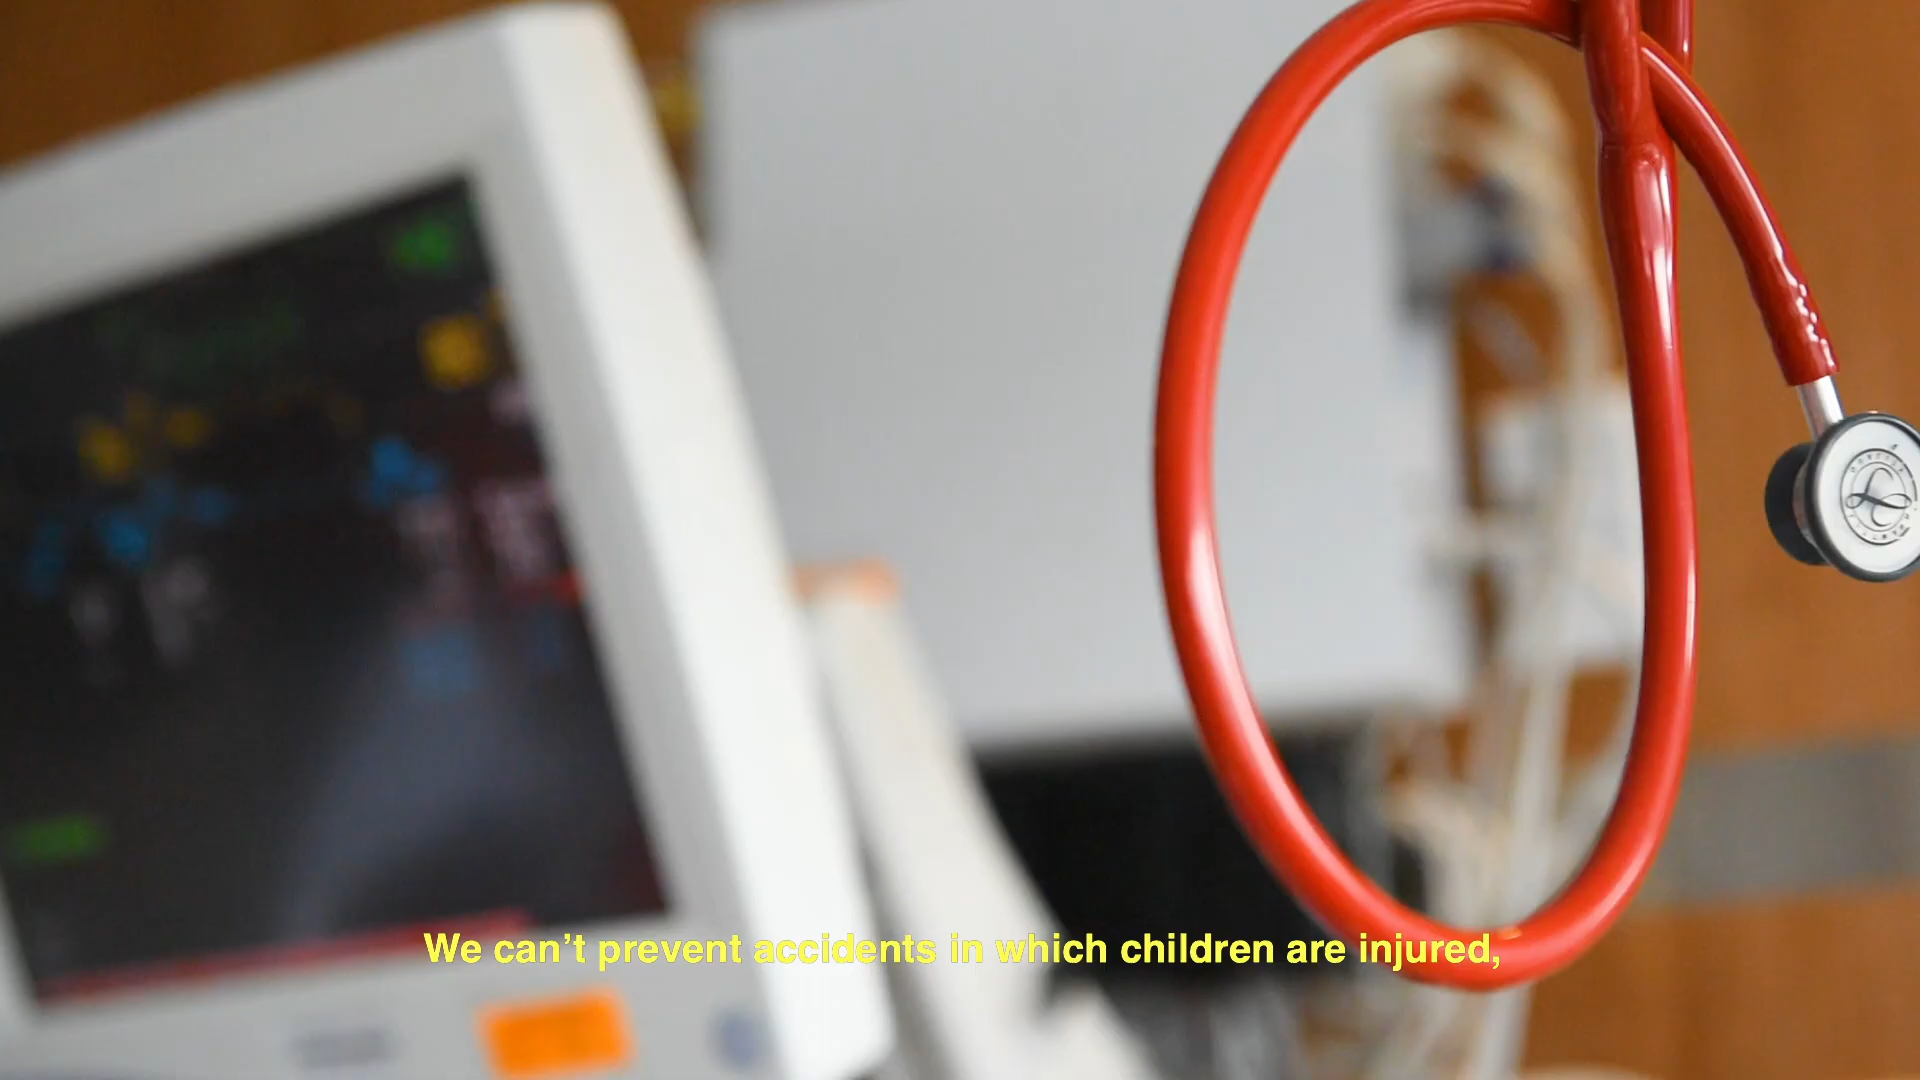 We can’t prevent accidents in which children are injured,